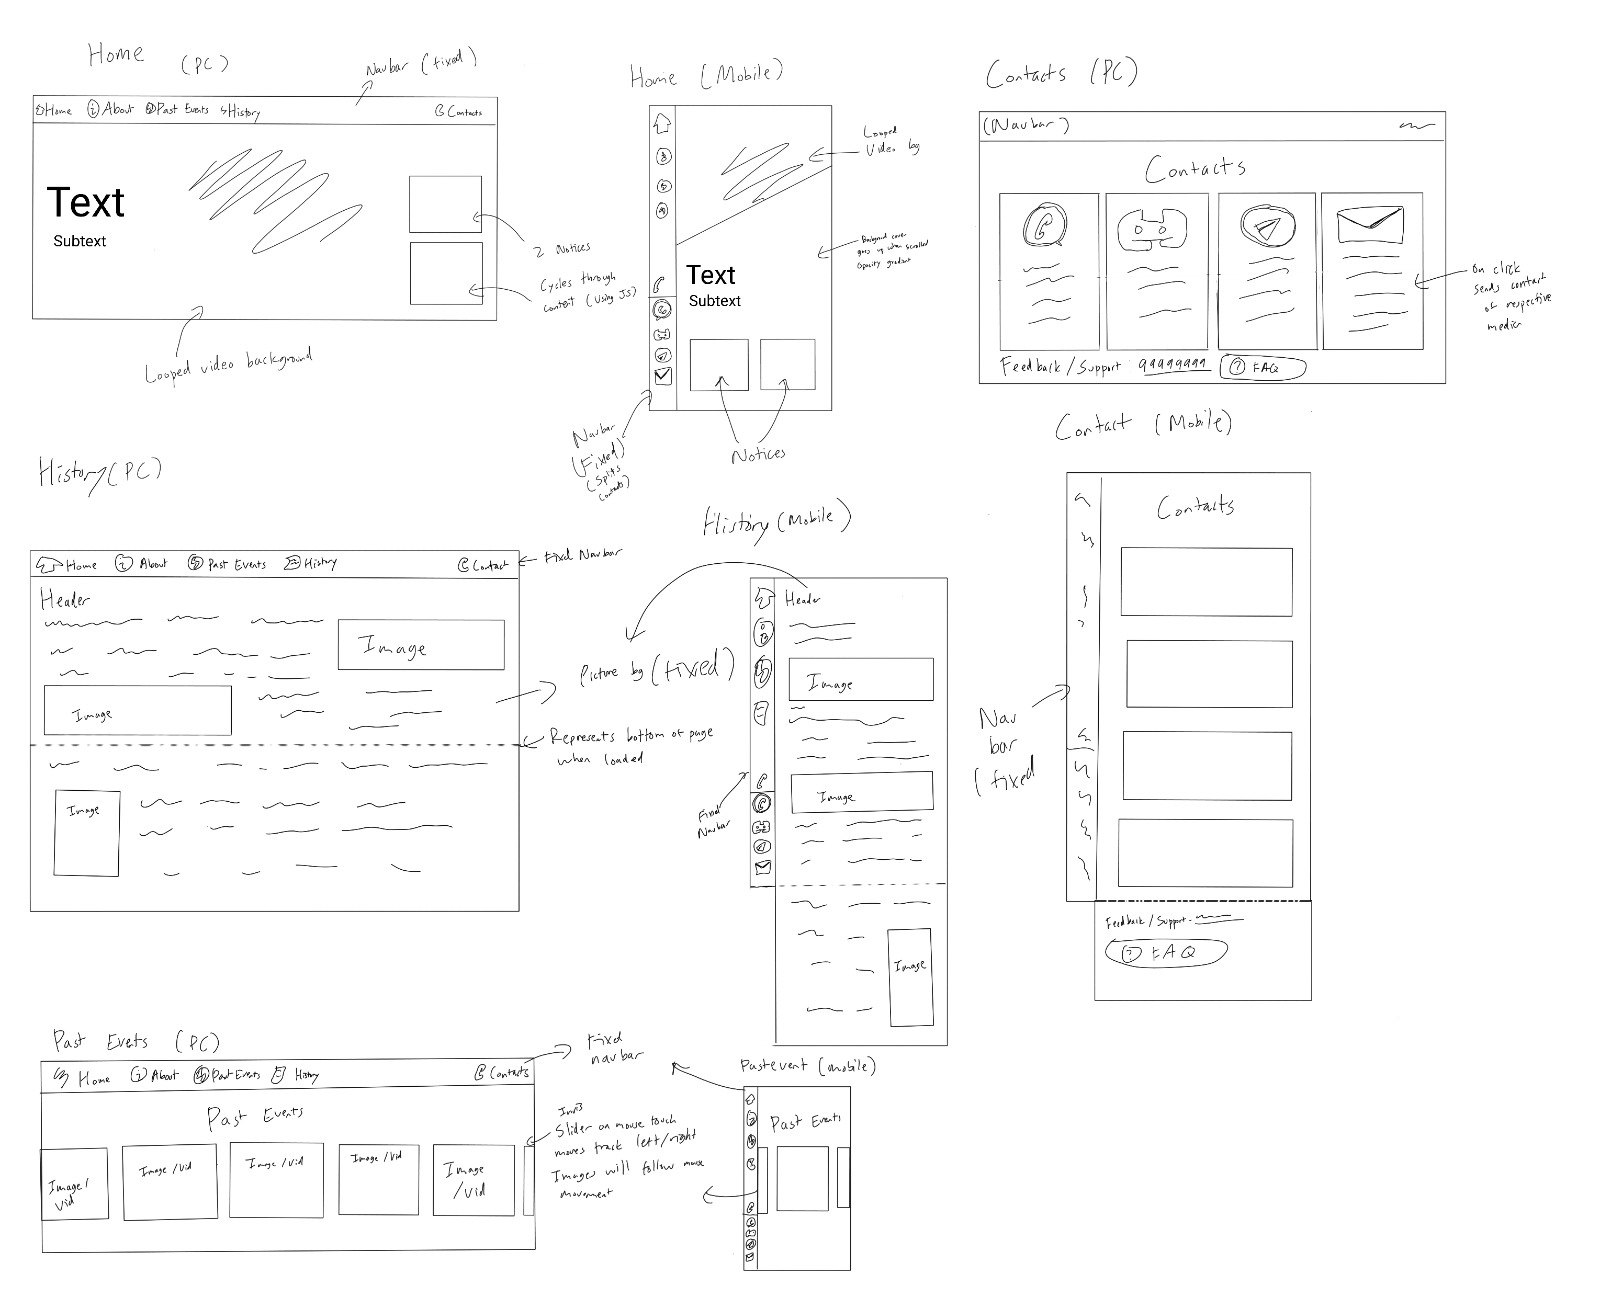 Home (PC)
Navbar (fixed)
Home About Past Events History Contacts
Text
Subtext
2 Notices
Cycles through
content (Using JS)
Looped video background
Home (Mobile)
Looped
Video bg
Background cover
goes up when scrolled
Opacity gradient
Text
Subtext
Navbar
(Fixed)
(Splits
Contacts)
Notices
Contacts (PC)
(Navbar)
Contacts
On click
sends contact
of respective
media
Feedback/Support 99999999 ? FAQ
Contact (Mobile)
Contacts
Nav
bar
(fixed
Feedback/Support.
? FAQ
History (PC)
Home About Past Events History Contact
Fixed Navbar
Header
Image
Image
Picture bg (fixed)
Represents bottom of page
when loaded
Image
History (Mobile)
Header
Image
Image
Fixed
Navbar
Image
Past Events (PC)
Fixed
navbar
Home About Past Events History Contacts
Past Events
Image/
Vid
Image/Vid
Image/Vid
Image/Vid
Image
/Vid
Slider on mouse touch
moves track left/right
Images will follow mouse
movement
Past event (mobile)
Past Events